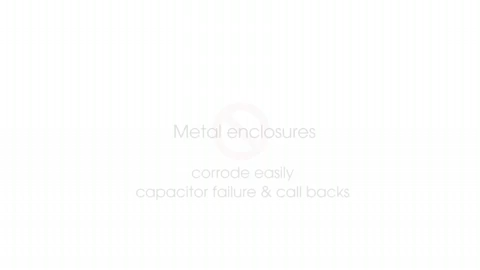 Metal enclosures
corrode easily
capacitor failure & call backs